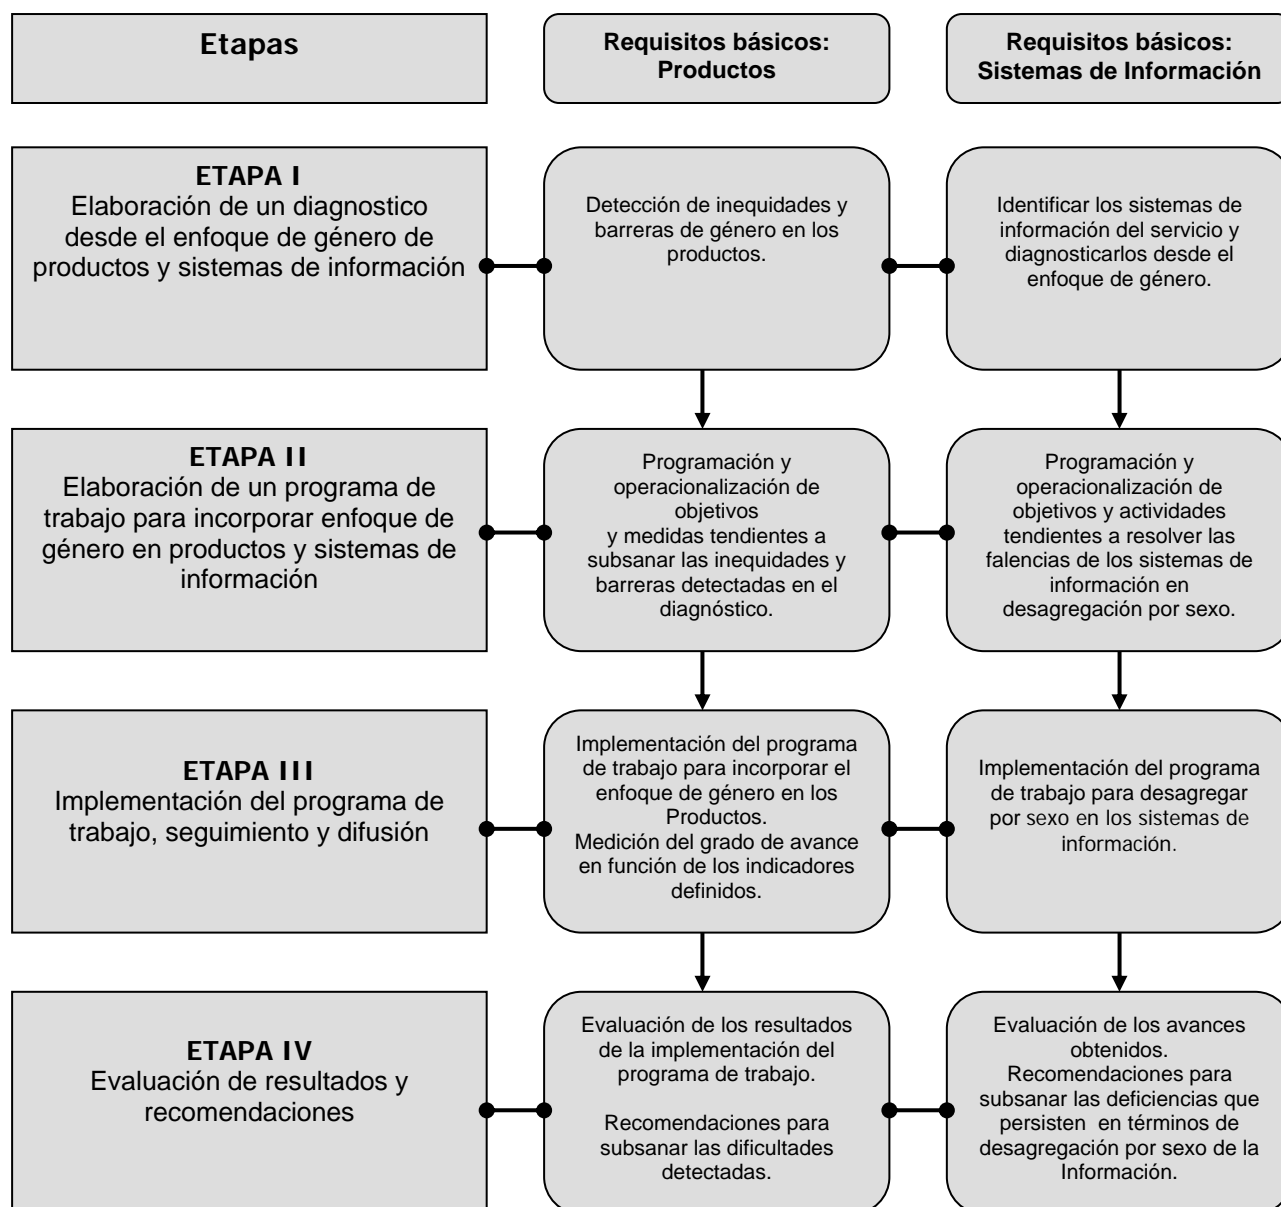 Etapas
Requisitos básicos:
Productos
Requisitos básicos:
Sistemas de Información
ETAPA I
Elaboración de un diagnostico
desde el enfoque de género de
productos y sistemas de información
Detección de inequidades y
barreras de género en los
productos.
Identificar los sistemas de
información del servicio y
diagnosticarlos desde el
enfoque de género.
ETAPA II
Elaboración de un programa de
trabajo para incorporar enfoque de
género en productos y sistemas de
información
Programación y
operacionalización de
objetivos
y medidas tendientes a
subsanar las inequidades y
barreras detectadas en el
diagnóstico.
Programación y
operacionalización de
objetivos y actividades
tendientes a resolver las
falencias de los sistemas de
información en
desagregación por sexo.
ETAPA III
Implementación del programa de
trabajo, seguimiento y difusión
Implementación del programa
de trabajo para incorporar el
enfoque de género en los
Productos.
Medición del grado de avance
en función de los indicadores
definidos.
Implementación del programa
de trabajo para desagregar
por sexo en los sistemas de
información.
ETAPA IV
Evaluación de resultados y
recomendaciones
Evaluación de los resultados
de la implementación del
programa de trabajo.
Recomendaciones para
subsanar las dificultades
detectadas.
Evaluación de los avances
obtenidos.
Recomendaciones para
subsanar las deficiencias que
persisten  en términos de
desagregación por sexo de la
Información.